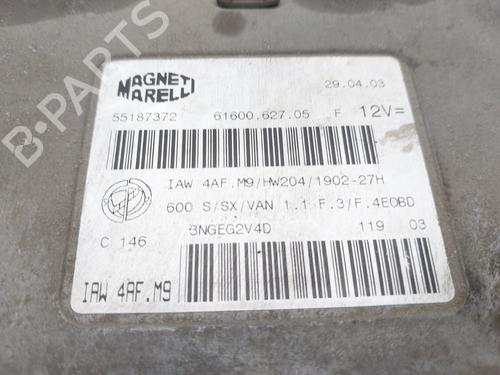 MAGNETI
MARELLI
29.04.03
55187372 61600.627.05 F 12V=
IAW 4AF.M9/HW204/1902-27H
600 S/SX/VAN 1.1 F.3/F.4EOBD
C 146 3NGEG2V4D 119 03
IAW 4AF.M9
B-PARTS